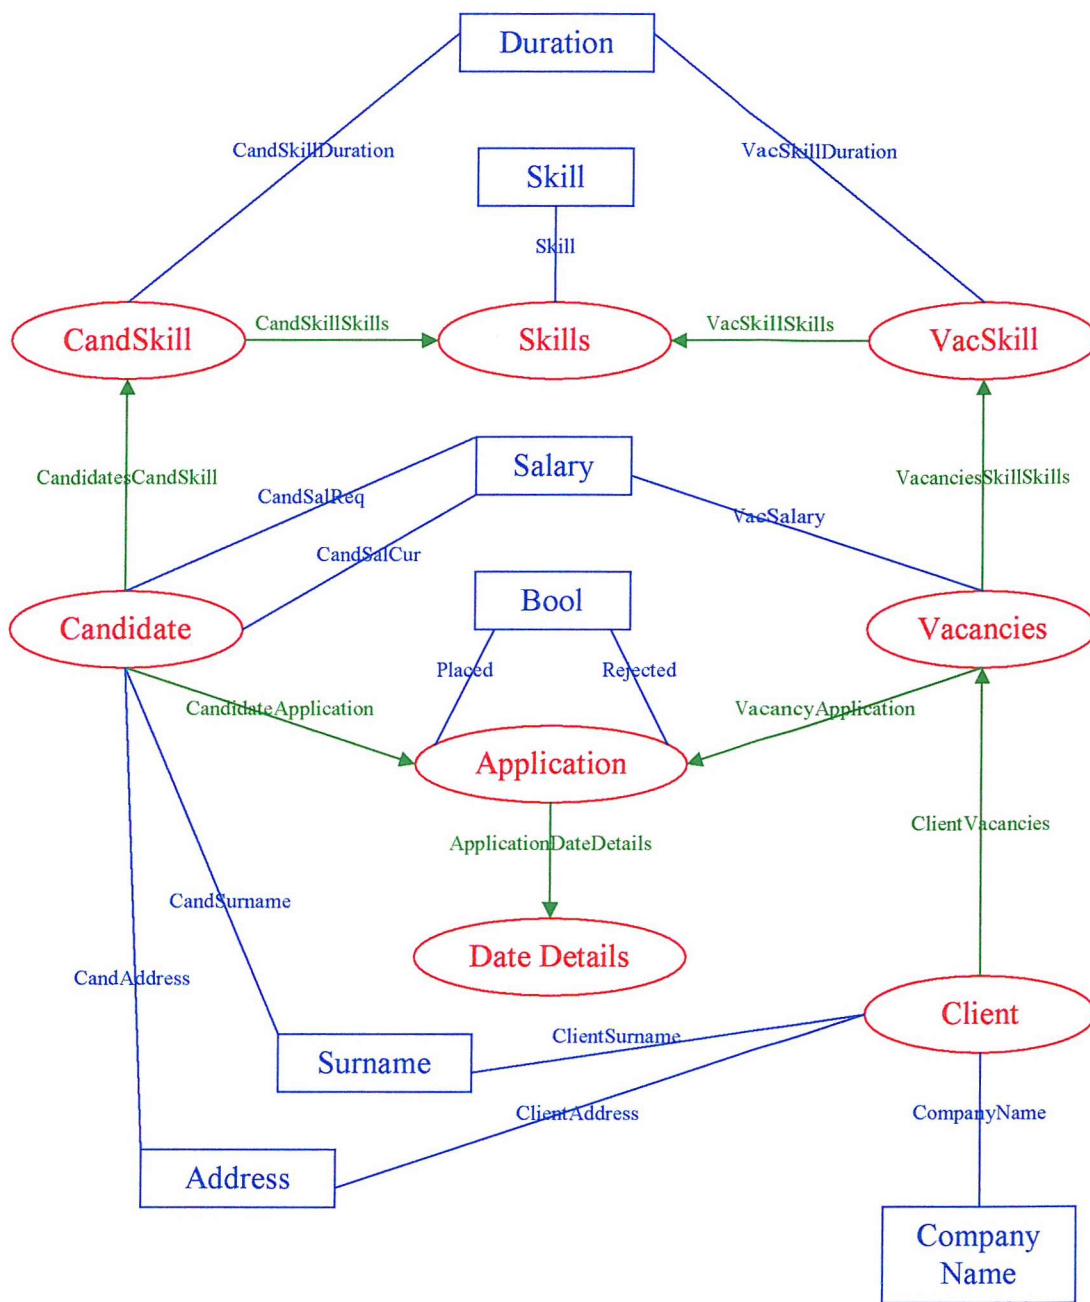 Duration
CandSkillDuration
VacSkillDuration
Skill
Skill
CandSkill
CandSkillSkills
Skills
VacSkillSkills
VacSkill
CandidatesCandSkill
CandSalReq
Salary
VacSalary
VacanciesSkillSkills
CandSalCur
Candidate
Bool
Vacancies
Placed
Rejected
CandidateApplication
VacancyApplication
Application
ApplicationDateDetails
ClientVacancies
CandSurname
Date Details
CandAddress
Client
Surname
ClientSurname
ClientAddress
CompanyName
Address
Company
Name